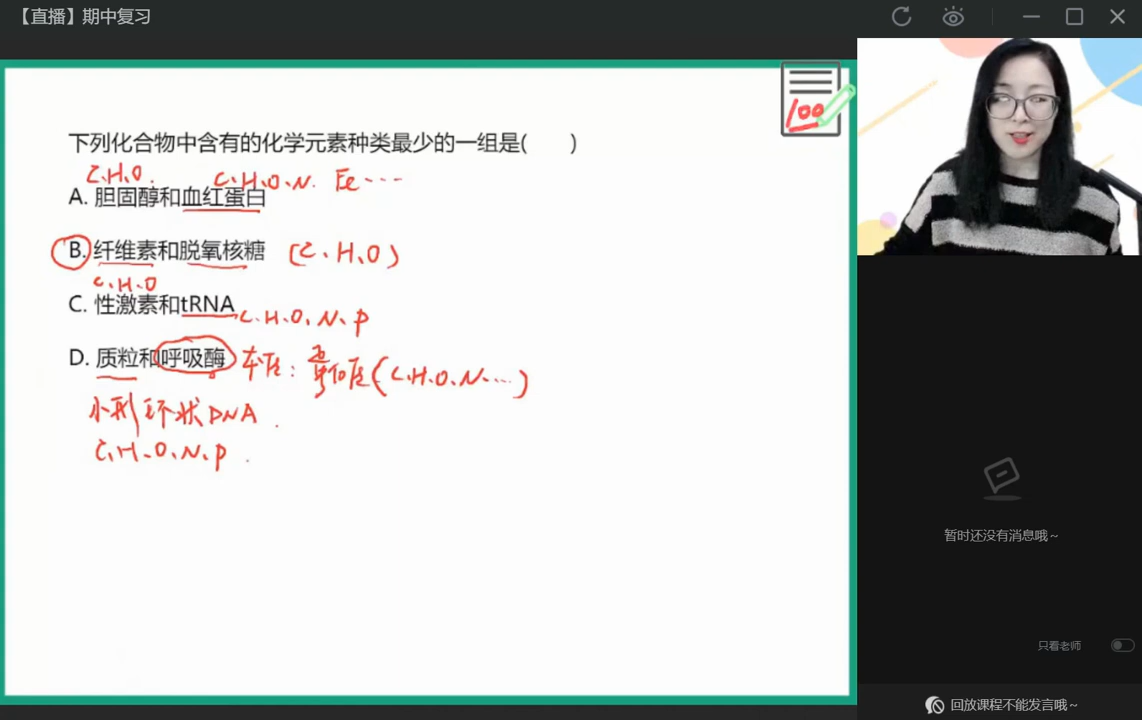 【直播】期中复习
100
下列化合物中含有的化学元素种类最少的一组是(　　)
C.H.O.
C.H.O.N. Fe...
A. 胆固醇和血红蛋白
B. 纤维素和脱氧核糖 (C.H.O)
C.H.O
C. 性激素和tRNA C.H.O.N.P
D. 质粒和呼吸酶 本质：蛋白质(C.H.O.N...)
小形环状DNA.
C.H.O.N.P.
暂时还没有消息哦~
只看老师
回放课程不能发言哦~